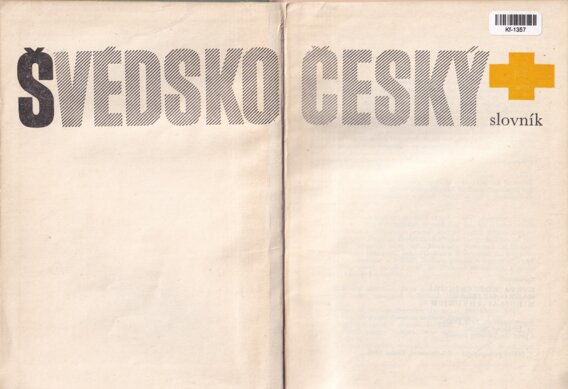 ŠVÉDSKO ČESKÝ
slovník
Kf-1357